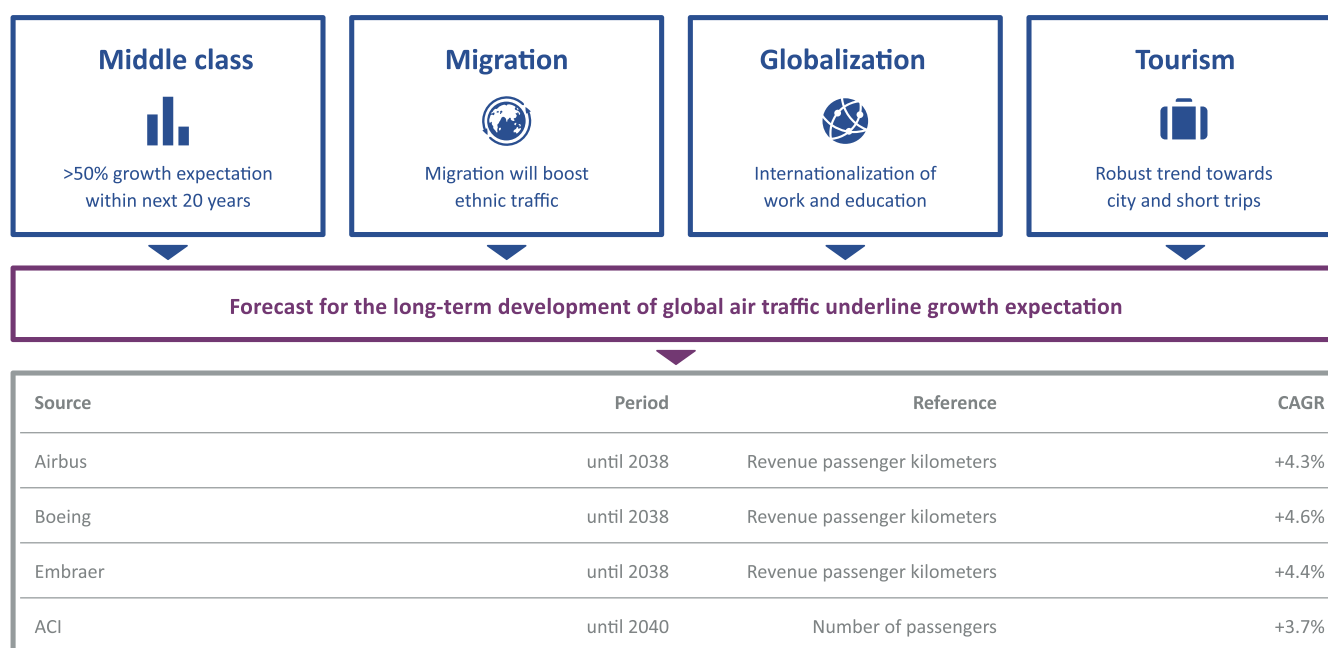 Middle class
>50% growth expectation
within next 20 years
Migration
Migration will boost
ethnic traffic
Globalization
Internationalization of
work and education
Tourism
Robust trend towards
city and short trips
Forecast for the long-term development of global air traffic underline growth expectation
Source Period Reference CAGR
Airbus until 2038 Revenue passenger kilometers +4.3%
Boeing until 2038 Revenue passenger kilometers +4.6%
Embraer until 2038 Revenue passenger kilometers +4.4%
ACI until 2040 Number of passengers +3.7%